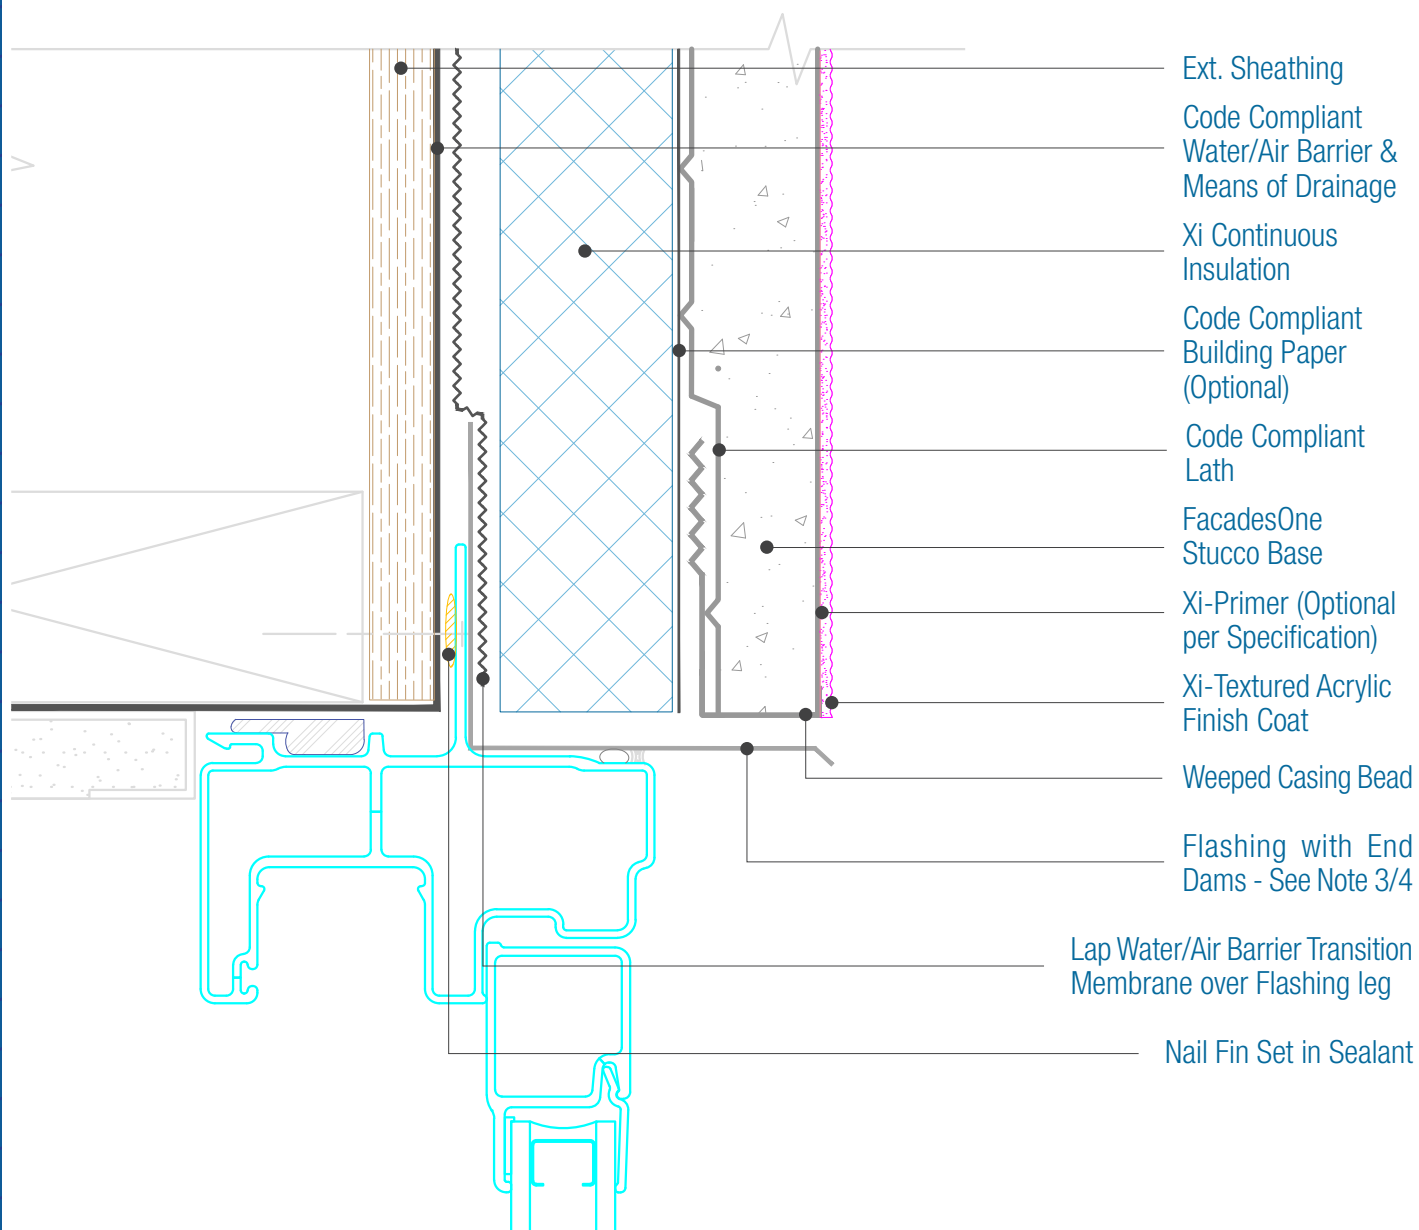 Ext. Sheathing
Code Compliant
Water/Air Barrier &
Means of Drainage
Xi Continuous
Insulation
Code Compliant
Building Paper
(Optional)
Code Compliant
Lath
FacadesOne
Stucco Base
Xi-Primer (Optional
per Specification)
Xi-Textured Acrylic
Finish Coat
Weeped Casing Bead
Flashing with End
Dams - See Note 3/4
Lap Water/Air Barrier Transition
Membrane over Flashing leg
Nail Fin Set in Sealant